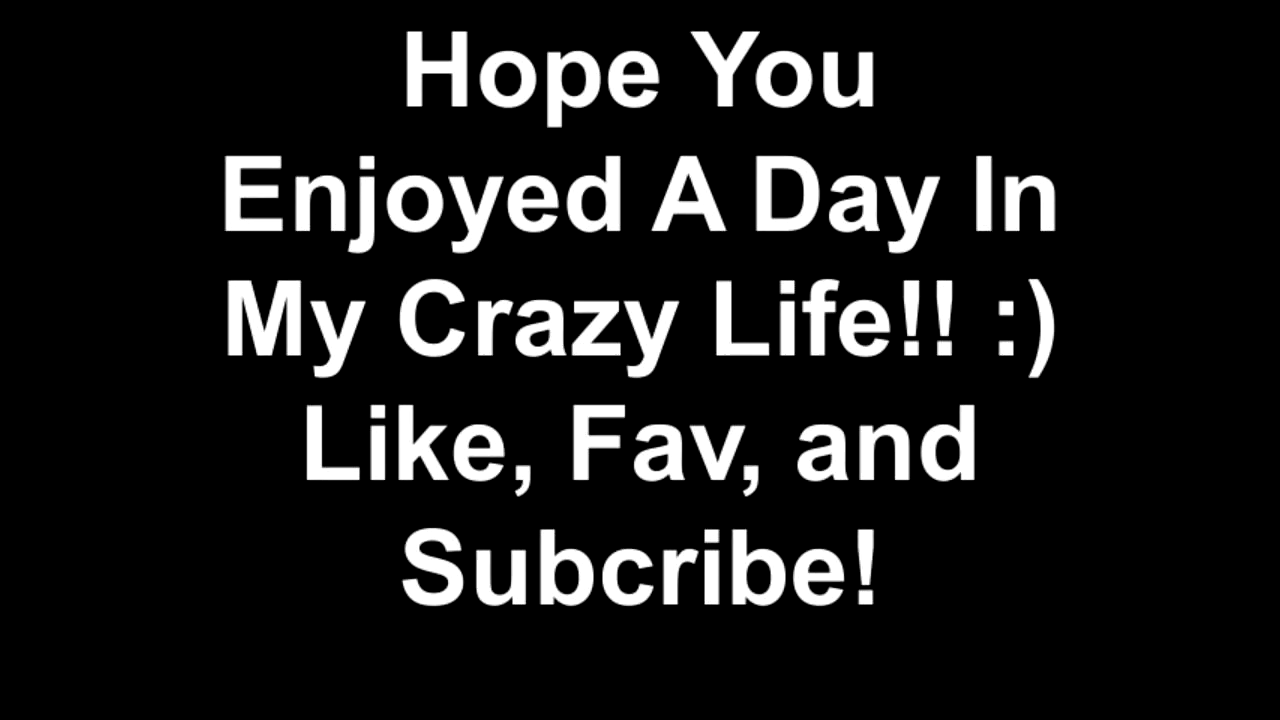 Hope You
Enjoyed A Day In
My Crazy Life!! :)
Like, Fav, and
Subcribe!